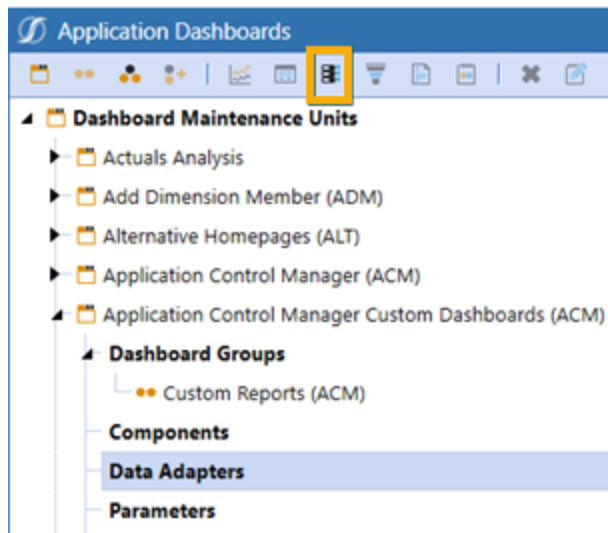 Application Dashboards
Dashboard Maintenance Units
Actuals Analysis
Add Dimension Member (ADM)
Alternative Homepages (ALT)
Application Control Manager (ACM)
Application Control Manager Custom Dashboards (ACM)
Dashboard Groups
Custom Reports (ACM)
Components
Data Adapters
Parameters